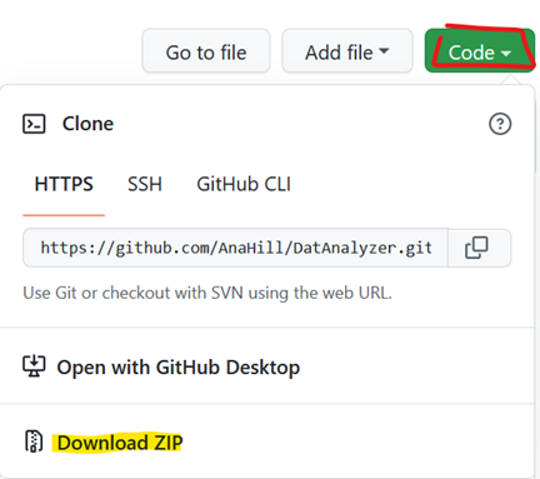 Go to file Add file Code
Clone
HTTPS SSH GitHub CLI
https://github.com/AnaHill/DatAnalyzer.git
Use Git or checkout with SVN using the web URL.
Open with GitHub Desktop
Download ZIP